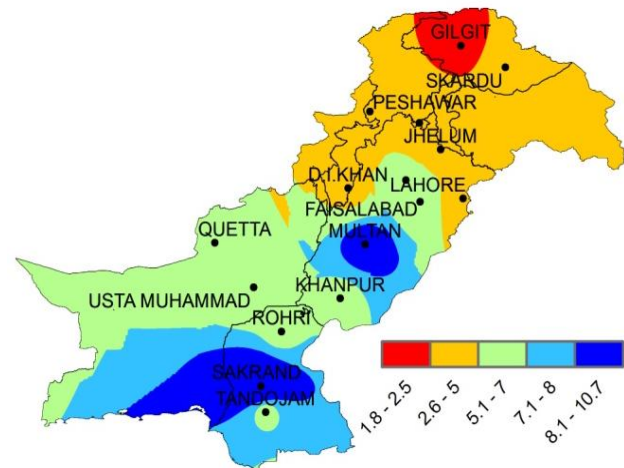 GILGIT
SKARDU
PESHAWAR
JHELUM
D.I.KHAN
LAHORE
FAISALABAD
MULTAN
QUETTA
USTA MUHAMMAD
KHANPUR
ROHRI
SAKRAND
TANDOJAM
1.8 - 2.5
2.6 - 5
5.1 - 7
7.1 - 8
8.1 - 10.7